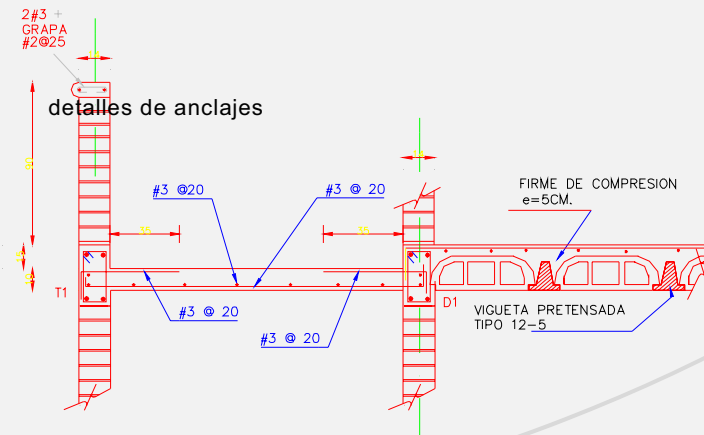 2#3 +
GRAPA
#2@25
detalles de anclajes
#3 @20
#3 @ 20
FIRME DE COMPRESION
e=5CM.
T1
D1
#3 @ 20
#3 @ 20
VIGUETA PRETENSADA
TIPO 12-5